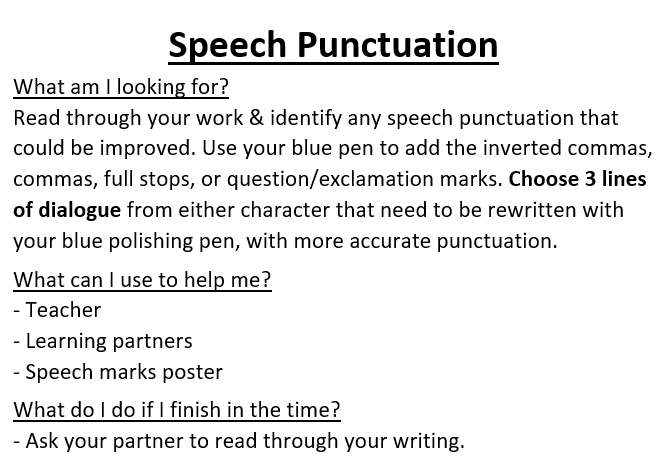 Speech Punctuation
What am I looking for?
Read through your work & identify any speech punctuation that
could be improved. Use your blue pen to add the inverted commas,
commas, full stops, or question/exclamation marks. Choose 3 lines
of dialogue from either character that need to be rewritten with
your blue polishing pen, with more accurate punctuation.
What can I use to help me?
- Teacher
- Learning partners
- Speech marks poster
What do I do if I finish in the time?
- Ask your partner to read through your writing.